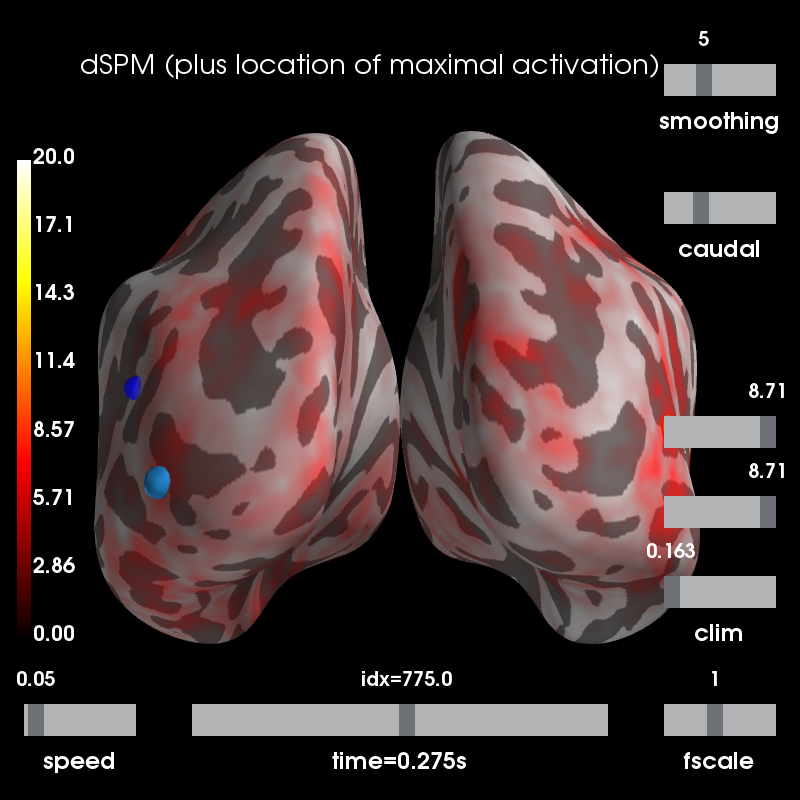 dSPM (plus location of maximal activation)
5
smoothing
20.0
17.1
14.3
11.4
8.57
5.71
2.86
0.00
caudal
8.71
8.71
0.163
clim
0.05
speed
idx=775.0
time=0.275s
1
fscale